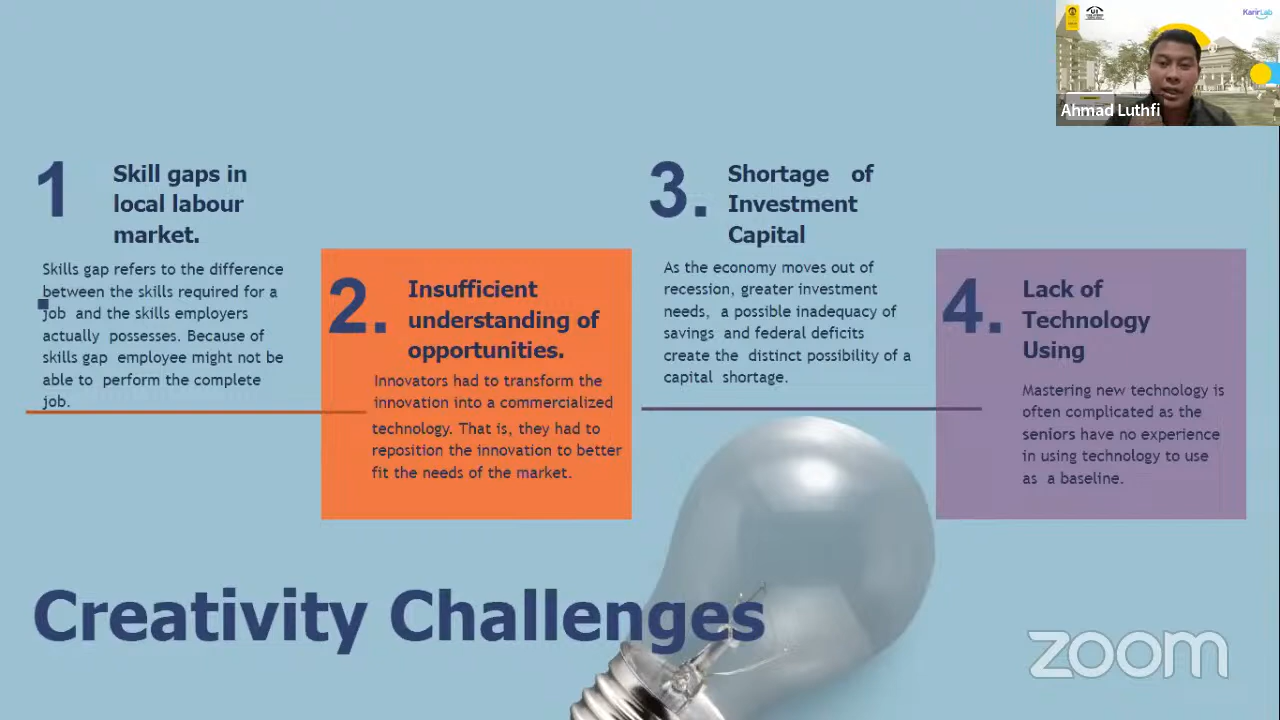 KarirLab
Ahmad Luthfi
1
Skill gaps in
local labour
market.
Skills gap refers to the difference
between the skills required for a
job and the skills employers
actually possesses. Because of
skills gap employee might not be
able to perform the complete
job.
2.
Insufficient
understanding of
opportunities.
Innovators had to transform the
innovation into a commercialized
technology. That is, they had to
reposition the innovation to better
fit the needs of the market.
3.
Shortage of
Investment
Capital
As the economy moves out of
recession, greater investment
needs, a possible inadequacy of
savings and federal deficits
create the distinct possibility of a
capital shortage.
4.
Lack of
Technology
Using
Mastering new technology is
often complicated as the
seniors have no experience
in using technology to use
as a baseline.
Creativity Challenges
zoom